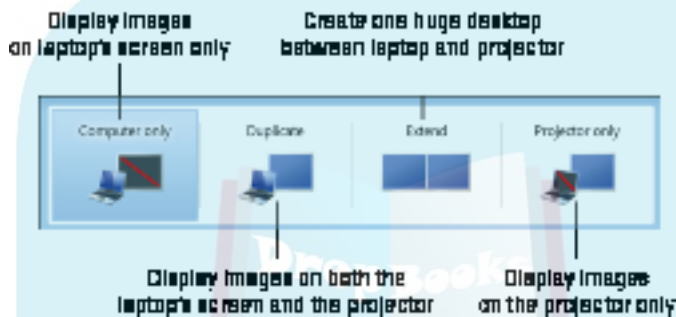 Display images
on laptop's screen only
Create one huge desktop
between laptop and projector
Computer only
Duplicate
Extend
Projector only
DropBooks
Display images on both the
laptop's screen and the projector
Display images
on the projector only